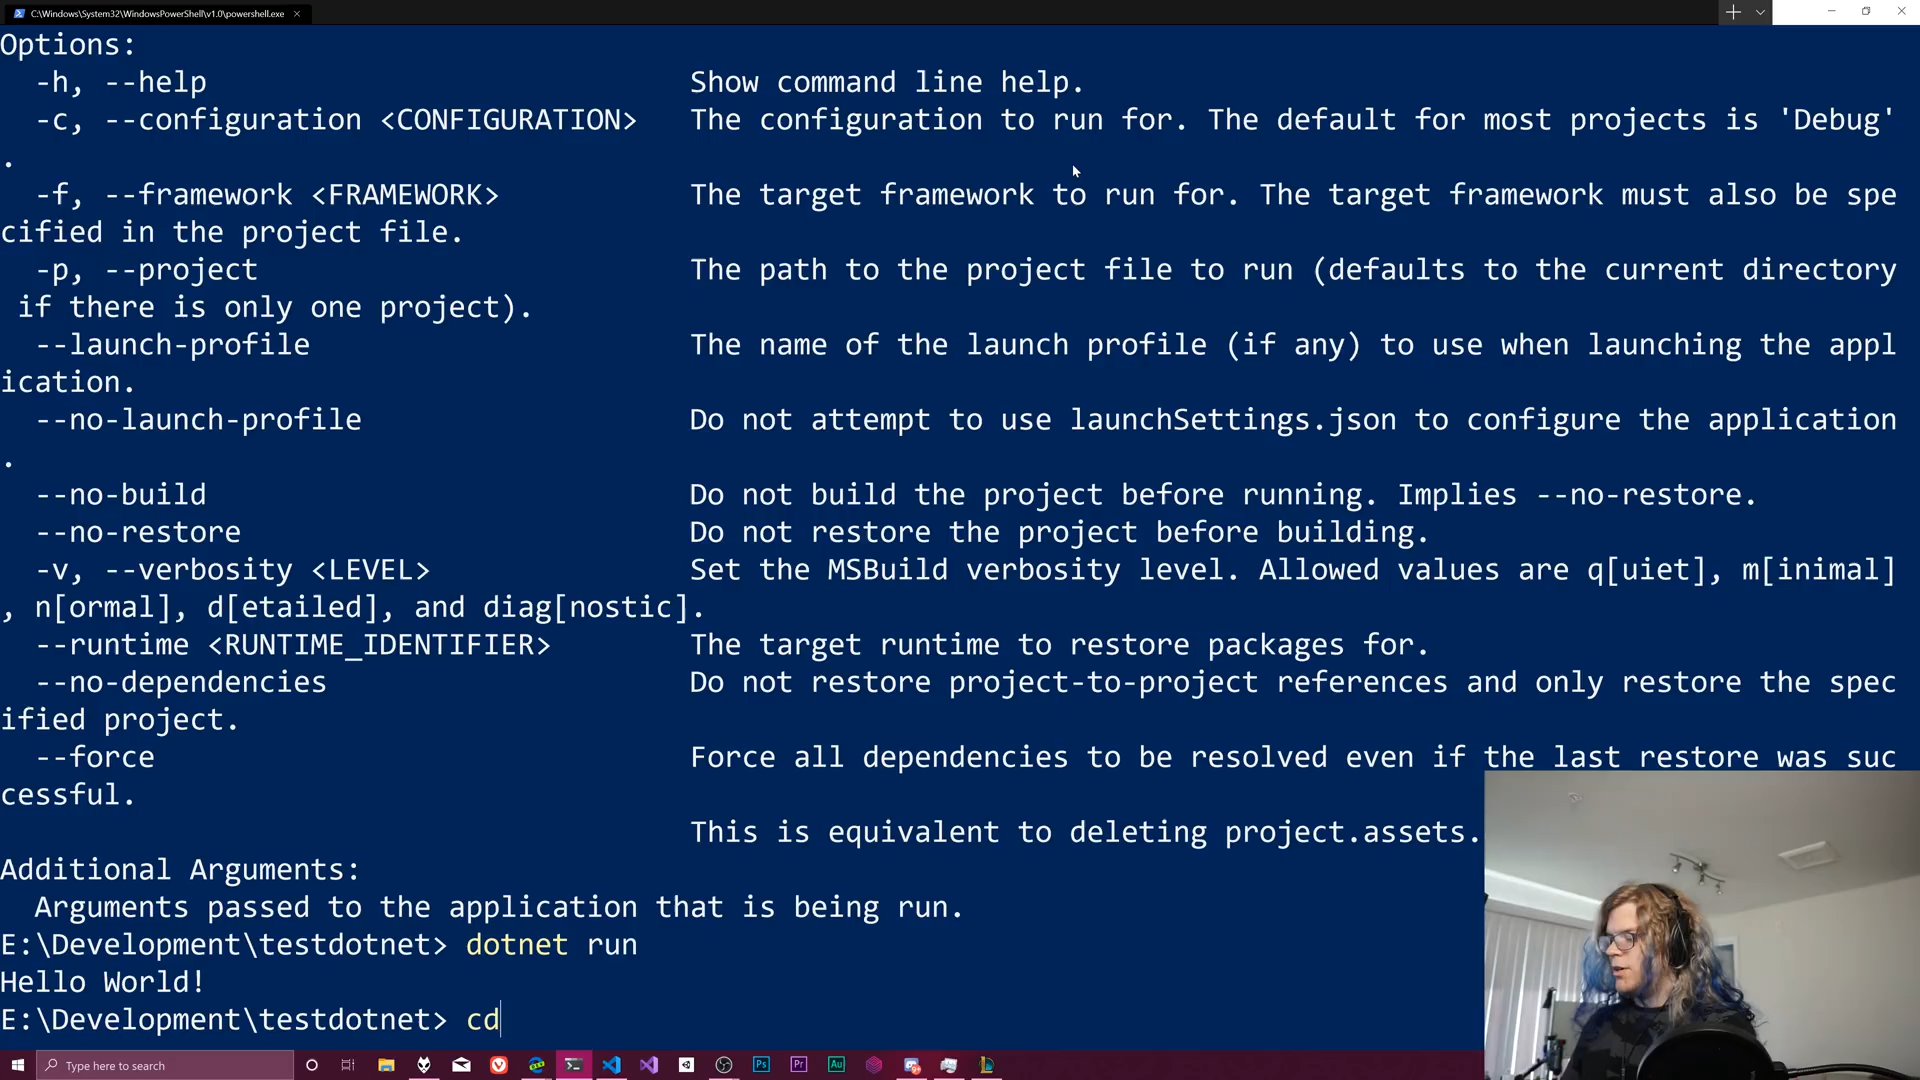 C:\Windows\System32\WindowsPowerShell\v1.0\powershell.exe
Options:
-h, --help Show command line help.
-c, --configuration <CONFIGURATION> The configuration to run for. The default for most projects is 'Debug'
.
-f, --framework <FRAMEWORK> The target framework to run for. The target framework must also be spe
cified in the project file.
-p, --project The path to the project file to run (defaults to the current directory
if there is only one project).
--launch-profile The name of the launch profile (if any) to use when launching the appl
ication.
--no-launch-profile Do not attempt to use launchSettings.json to configure the application
.
--no-build Do not build the project before running. Implies --no-restore.
--no-restore Do not restore the project before building.
-v, --verbosity <LEVEL> Set the MSBuild verbosity level. Allowed values are q[uiet], m[inimal]
, n[ormal], d[etailed], and diag[nostic].
--runtime <RUNTIME_IDENTIFIER> The target runtime to restore packages for.
--no-dependencies Do not restore project-to-project references and only restore the spec
ified project.
--force Force all dependencies to be resolved even if the last restore was suc
cessful.
This is equivalent to deleting project.assets.
Additional Arguments:
Arguments passed to the application that is being run.
E:\Development\testdotnet> dotnet run
Hello World!
E:\Development\testdotnet> cd
Type here to search
Ps
Pr
Au